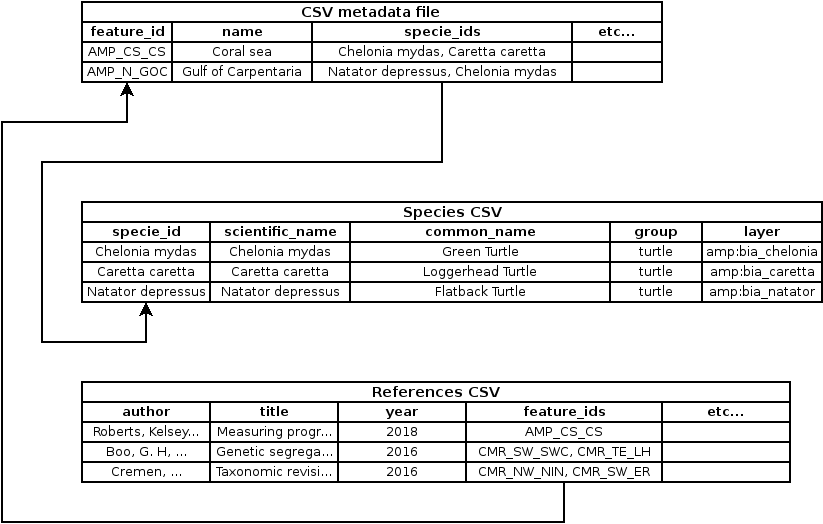 CSV metadata file
feature_id name specie_ids etc...
AMP_CS_CS Coral sea Chelonia mydas, Caretta caretta
AMP_N_GOC Gulf of Carpentaria Natator depressus, Chelonia mydas
Species CSV
specie_id scientific_name common_name group layer
Chelonia mydas Chelonia mydas Green Turtle turtle amp:bia_chelonia
Caretta caretta Caretta caretta Loggerhead Turtle turtle amp:bia_caretta
Natator depressus Natator depressus Flatback Turtle turtle amp:bia_natator
References CSV
author title year feature_ids etc...
Roberts, Kelsey... Measuring progr... 2018 AMP_CS_CS
Boo, G. H, ... Genetic segrega... 2016 CMR_SW_SWC, CMR_TE_LH
Cremen, ... Taxonomic revisi... 2016 CMR_NW_NIN, CMR_SW_ER